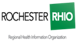 ROCHESTER RHIO
Regional Health Information Organization